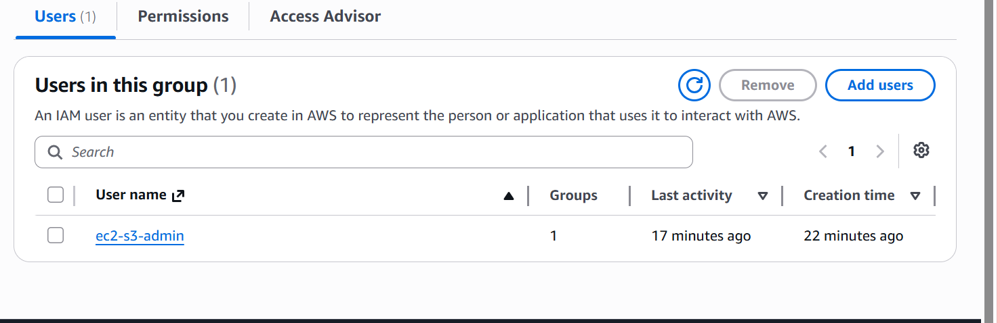 Users (1) Permissions Access Advisor
Users in this group (1) Remove Add users
An IAM user is an entity that you create in AWS to represent the person or application that uses it to interact with AWS.
Search 1
User name Groups Last activity Creation time
ec2-s3-admin 1 17 minutes ago 22 minutes ago